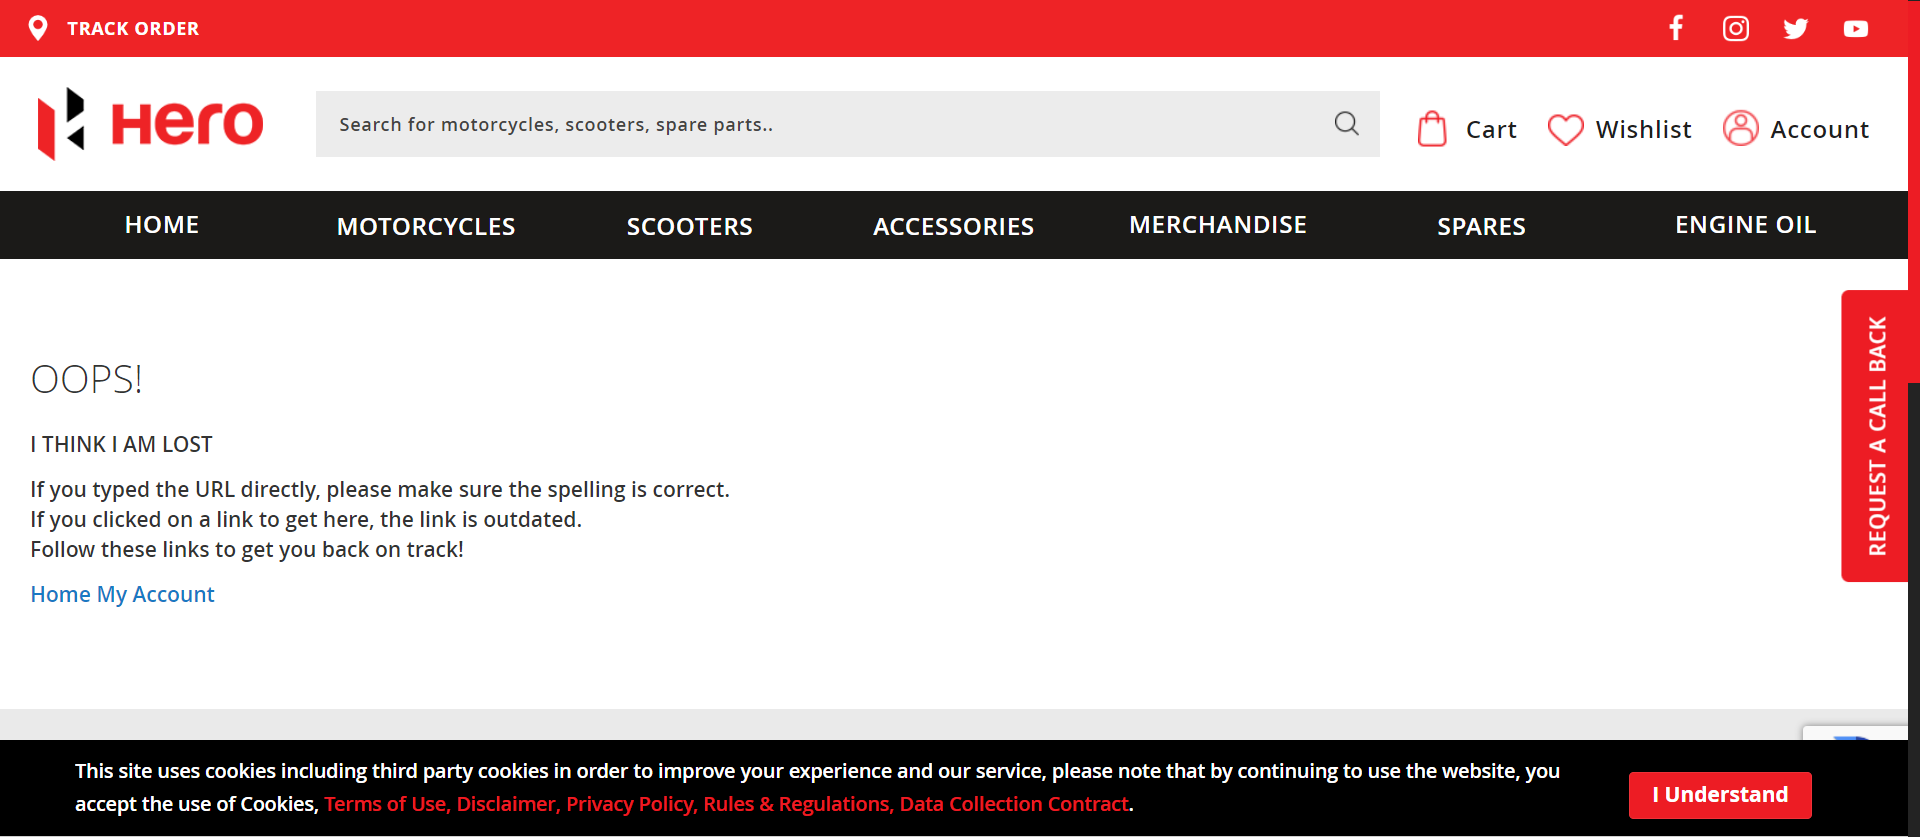 TRACK ORDER
Hero
Search for motorcycles, scooters, spare parts..
Cart
Wishlist
Account
HOME
MOTORCYCLES
SCOOTERS
ACCESSORIES
MERCHANDISE
SPARES
ENGINE OIL
REQUEST A CALL BACK
OOPS!
I THINK I AM LOST
If you typed the URL directly, please make sure the spelling is correct.
If you clicked on a link to get here, the link is outdated.
Follow these links to get you back on track!
Home My Account
This site uses cookies including third party cookies in order to improve your experience and our service, please note that by continuing to use the website, you
accept the use of Cookies, Terms of Use, Disclaimer, Privacy Policy, Rules & Regulations, Data Collection Contract.
I Understand